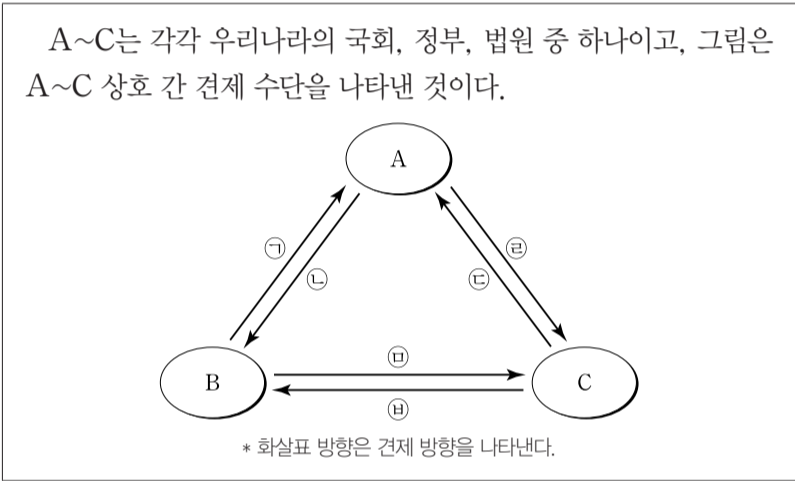 A~C는 각각 우리나라의 국회, 정부, 법원 중 하나이고, 그림은
A~C 상호 간 견제 수단을 나타낸 것이다.
A
㉠
㉡
㉢
㉣
B
㉤
C
㉥
* 화살표 방향은 견제 방향을 나타낸다.